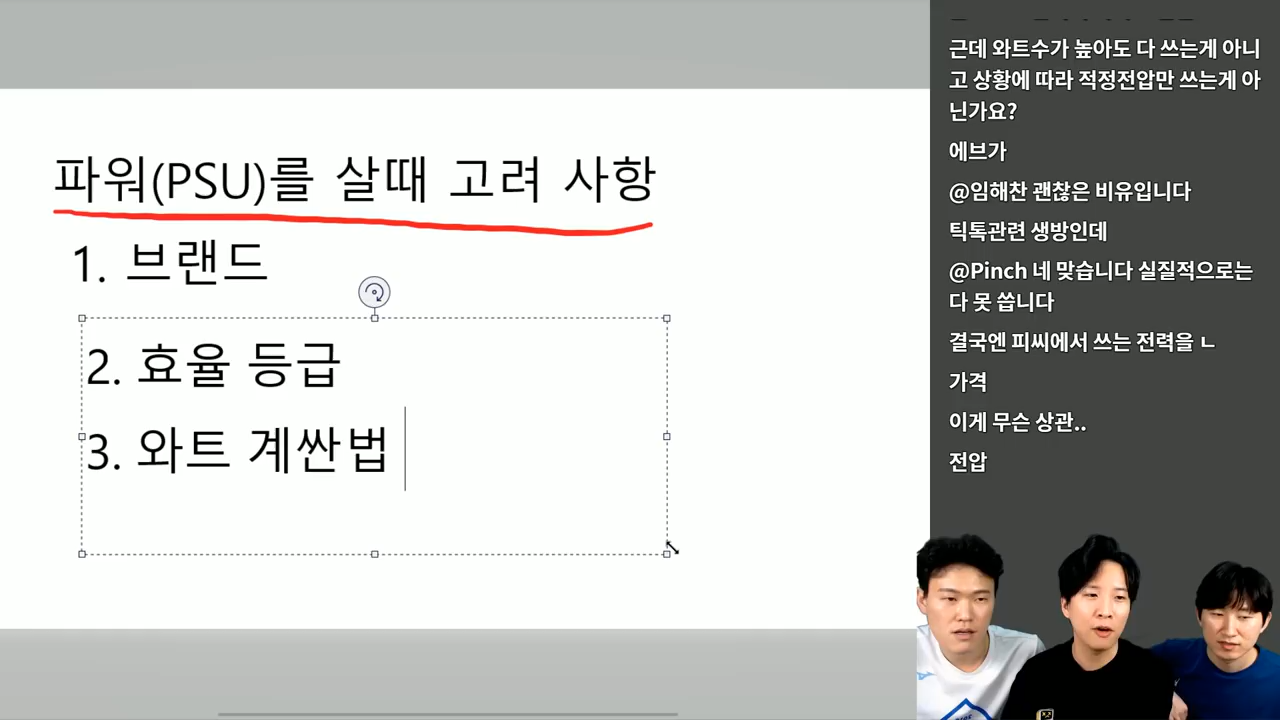 파워(PSU)를 살때 고려 사항
1. 브랜드
2. 효율 등급
3. 와트 계싼법
근데 와트수가 높아도 다 쓰는게 아니
고 상황에 따라 적정전압만 쓰는게 아
닌가요?
에브가
@임해찬 괜찮은 비유입니다
틱톡관련 생방인데
@Pinch 네 맞습니다 실질적으로는
다 못 씁니다
결국엔 피씨에서 쓰는 전력을 ㄴ
가격
이게 무슨 상관..
전압